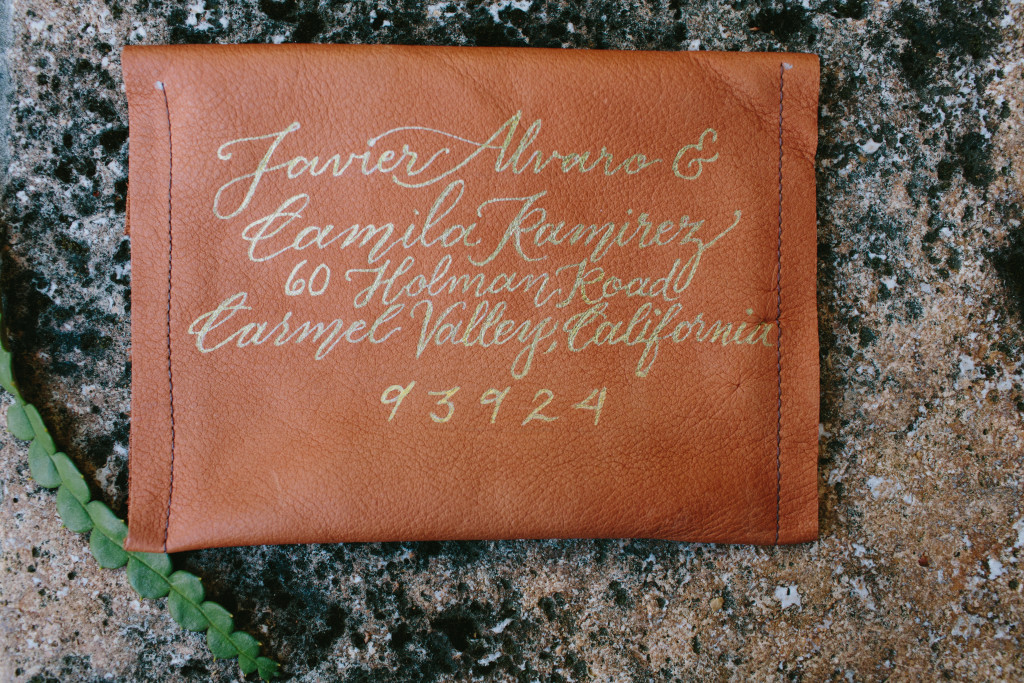 Javier Alvaro &
Camila Ramirez
60 Holman Road
Carmel Valley, California
93924